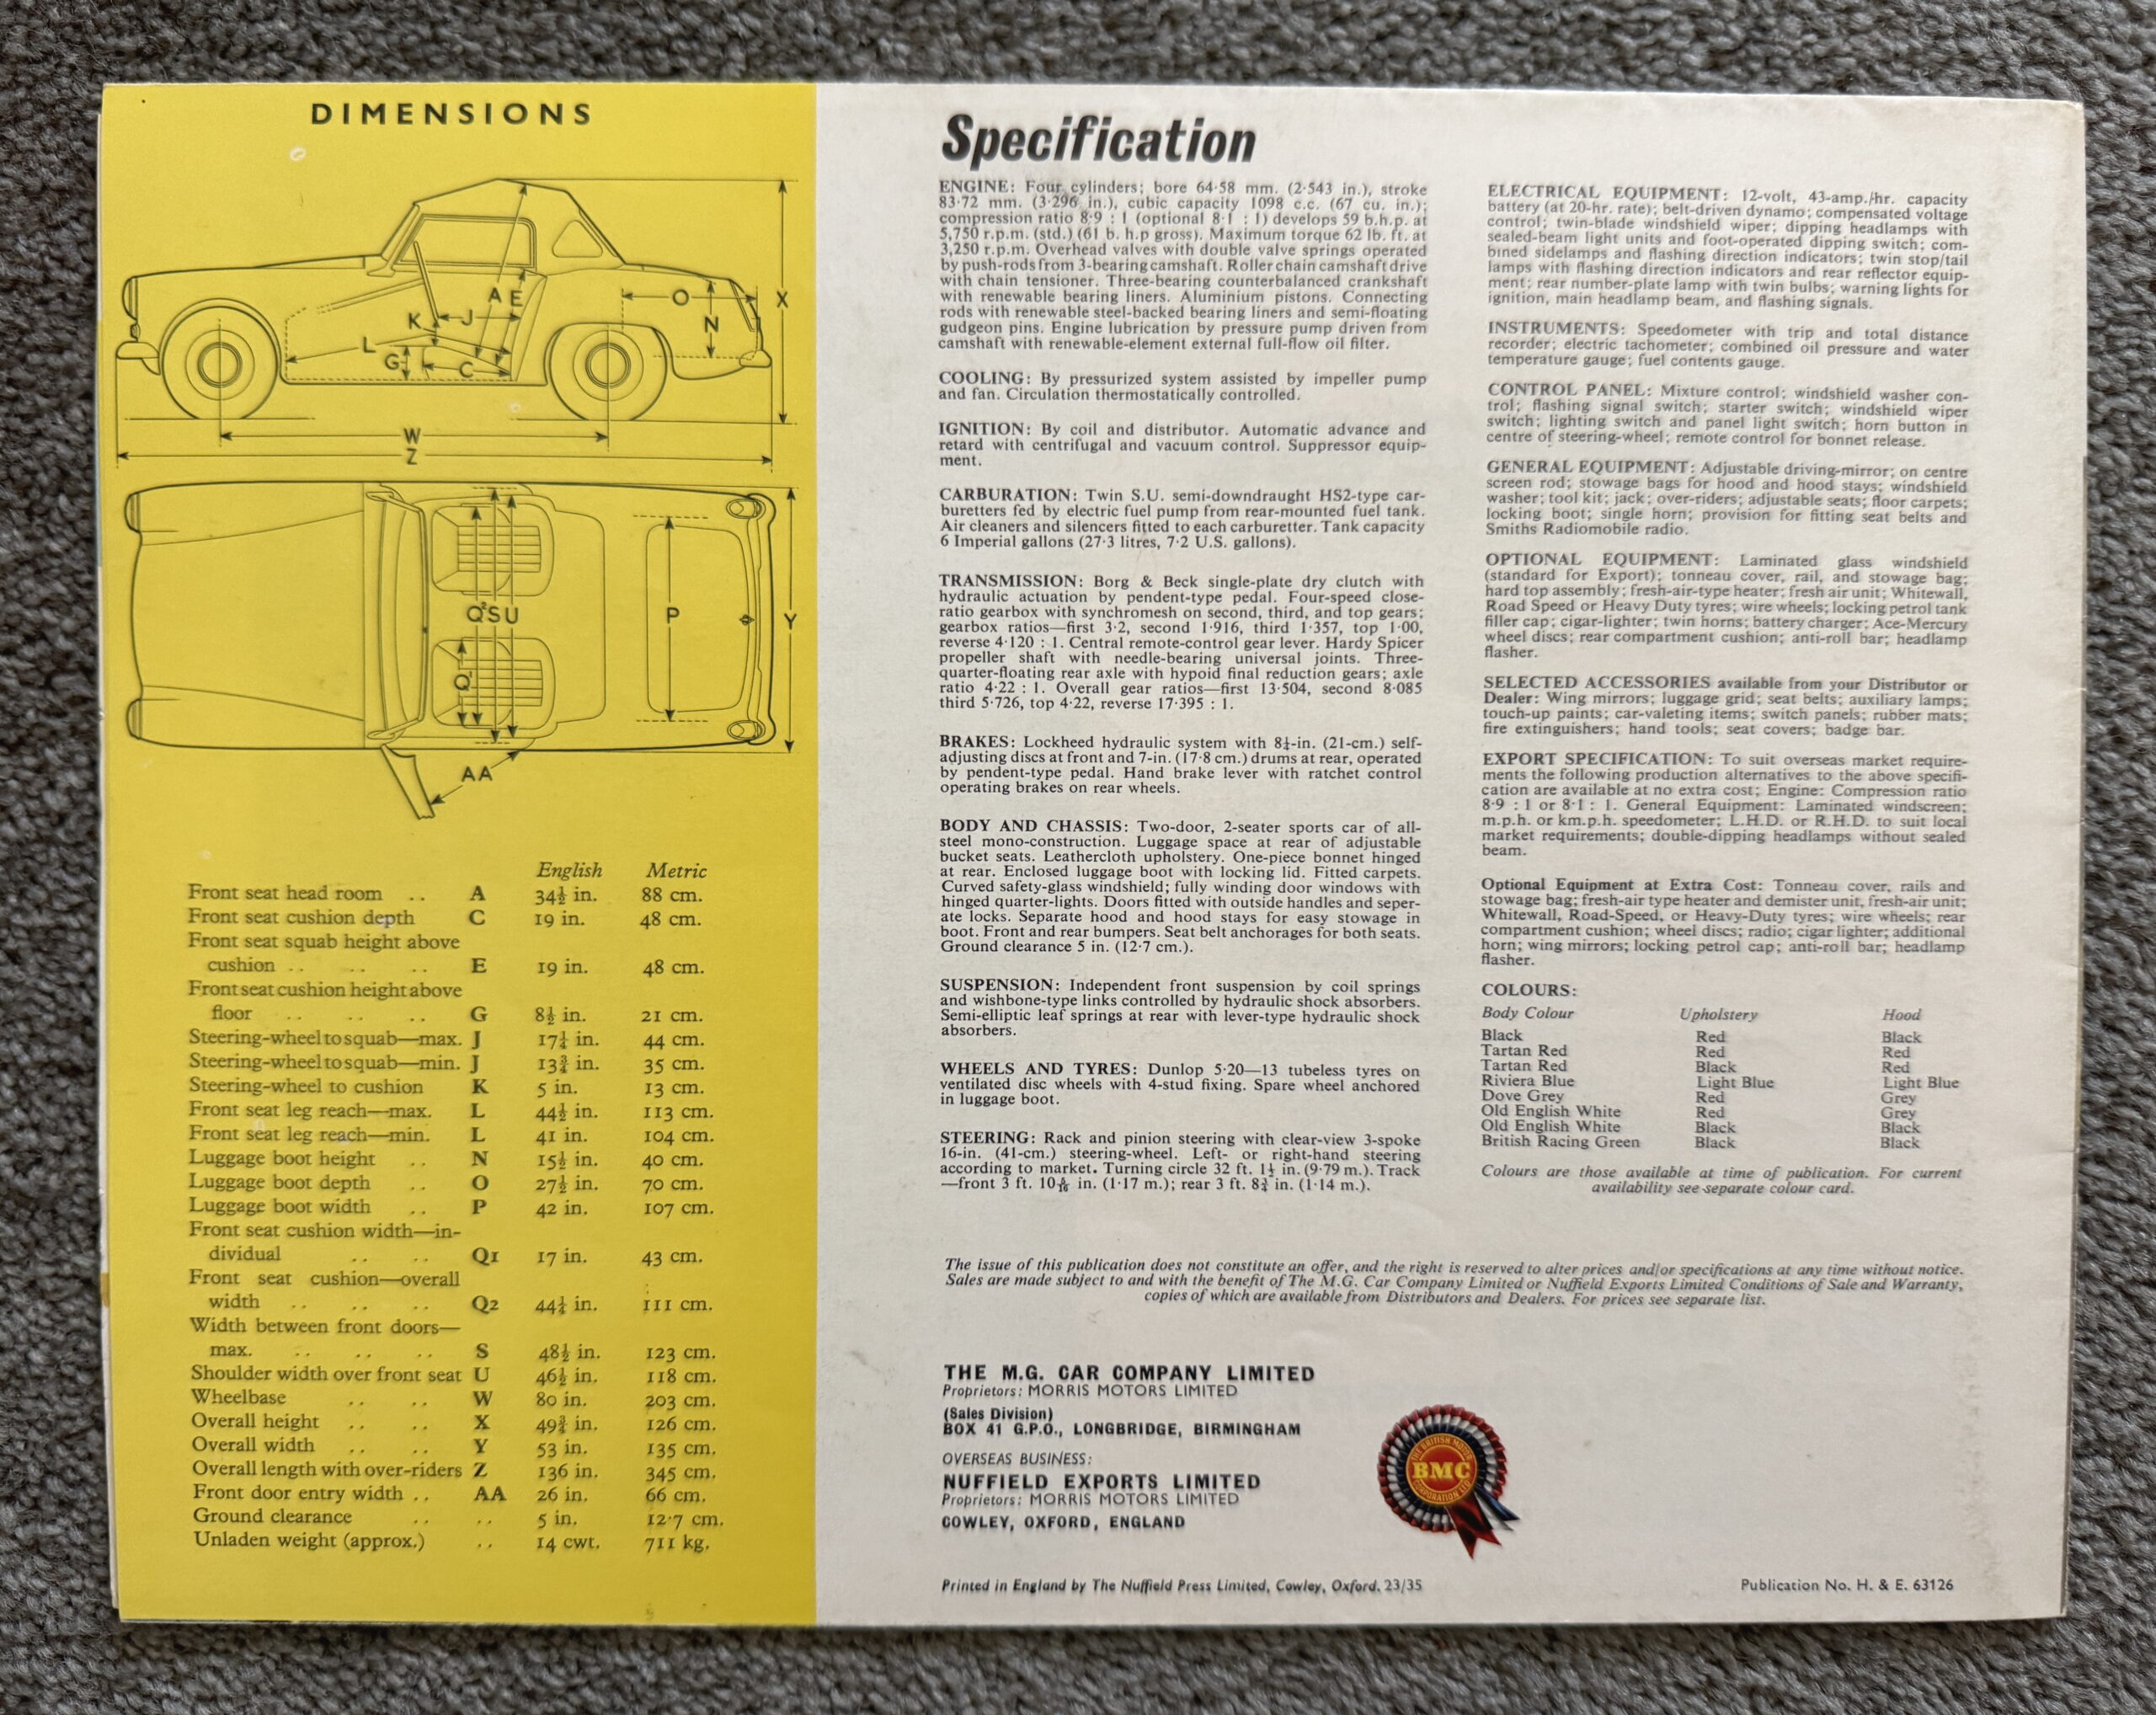 DIMENSIONS
A
E
O
X
N
J
K
L
G
C
W
Z
Q²
S
U
P
Y
Q¹
AA
English Metric
Front seat head room .. A 34½ in. 88 cm.
Front seat cushion depth C 19 in. 48 cm.
Front seat squab height above
cushion .. .. .. E 19 in. 48 cm.
Front seat cushion height above
floor .. .. .. G 8½ in. 21 cm.
Steering-wheel to squab—max. J 17¼ in. 44 cm.
Steering-wheel to squab—min. J 13¾ in. 35 cm.
Steering-wheel to cushion K 5 in. 13 cm.
Front seat leg reach—max. L 44½ in. 113 cm.
Front seat leg reach—min. L 41 in. 104 cm.
Luggage boot height .. N 15½ in. 40 cm.
Luggage boot depth .. O 27½ in. 70 cm.
Luggage boot width .. P 42 in. 107 cm.
Front seat cushion width—in-
dividual .. .. Q1 17 in. 43 cm.
Front seat cushion—overall
width .. .. .. Q2 44¼ in. 111 cm.
Width between front doors—
max. .. .. .. S 48½ in. 123 cm.
Shoulder width over front seat U 46½ in. 118 cm.
Wheelbase .. .. W 80 in. 203 cm.
Overall height .. .. X 49¾ in. 126 cm.
Overall width .. .. Y 53 in. 135 cm.
Overall length with over-riders Z 136 in. 345 cm.
Front door entry width .. AA 26 in. 66 cm.
Ground clearance .. .. 5 in. 12·7 cm.
Unladen weight (approx.) .. 14 cwt. 711 kg.
Specification
ENGINE: Four cylinders; bore 64·58 mm. (2·543 in.), stroke
83·72 mm. (3·296 in.), cubic capacity 1098 c.c. (67 cu. in.);
compression ratio 8·9 : 1 (optional 8·1 : 1) develops 59 b.h.p. at
5,750 r.p.m. (std.) (61 b. h.p gross). Maximum torque 62 lb. ft. at
3,250 r.p.m. Overhead valves with double valve springs operated
by push-rods from 3-bearing camshaft. Roller chain camshaft drive
with chain tensioner. Three-bearing counterbalanced crankshaft
with renewable bearing liners. Aluminium pistons. Connecting
rods with renewable steel-backed bearing liners and semi-floating
gudgeon pins. Engine lubrication by pressure pump driven from
camshaft with renewable-element external full-flow oil filter.
COOLING: By pressurized system assisted by impeller pump
and fan. Circulation thermostatically controlled.
IGNITION: By coil and distributor. Automatic advance and
retard with centrifugal and vacuum control. Suppressor equip-
ment.
CARBURATION: Twin S.U. semi-downdraught HS2-type car-
buretters fed by electric fuel pump from rear-mounted fuel tank.
Air cleaners and silencers fitted to each carburetter. Tank capacity
6 Imperial gallons (27·3 litres, 7·2 U.S. gallons).
TRANSMISSION: Borg & Beck single-plate dry clutch with
hydraulic actuation by pendent-type pedal. Four-speed close-
ratio gearbox with synchromesh on second, third, and top gears;
gearbox ratios—first 3·2, second 1·916, third 1·357, top 1·00,
reverse 4·120 : 1. Central remote-control gear lever. Hardy Spicer
propeller shaft with needle-bearing universal joints. Three-
quarter-floating rear axle with hypoid final reduction gears; axle
ratio 4·22 : 1. Overall gear ratios—first 13·504, second 8·085
third 5·726, top 4·22, reverse 17·395 : 1.
BRAKES: Lockheed hydraulic system with 8¼-in. (21-cm.) self-
adjusting discs at front and 7-in. (17·8 cm.) drums at rear, operated
by pendent-type pedal. Hand brake lever with ratchet control
operating brakes on rear wheels.
BODY AND CHASSIS: Two-door, 2-seater sports car of all-
steel mono-construction. Luggage space at rear of adjustable
bucket seats. Leathercloth upholstery. One-piece bonnet hinged
at rear. Enclosed luggage boot with locking lid. Fitted carpets.
Curved safety-glass windshield; fully winding door windows with
hinged quarter-lights. Doors fitted with outside handles and seper-
ate locks. Separate hood and hood stays for easy stowage in
boot. Front and rear bumpers. Seat belt anchorages for both seats.
Ground clearance 5 in. (12·7 cm.).
SUSPENSION: Independent front suspension by coil springs
and wishbone-type links controlled by hydraulic shock absorbers.
Semi-elliptic leaf springs at rear with lever-type hydraulic shock
absorbers.
WHEELS AND TYRES: Dunlop 5·20—13 tubeless tyres on
ventilated disc wheels with 4-stud fixing. Spare wheel anchored
in luggage boot.
STEERING: Rack and pinion steering with clear-view 3-spoke
16-in. (41-cm.) steering-wheel. Left- or right-hand steering
according to market. Turning circle 32 ft. 1½ in. (9·79 m.). Track
—front 3 ft. in. (1·17 m.); rear 3 ft. 8¾ in. (1·14 m.).
ELECTRICAL EQUIPMENT: 12-volt, 43-amp./hr. capacity
battery (at 20-hr. rate); belt-driven dynamo; compensated voltage
control; twin-blade windshield wiper; dipping headlamps with
sealed-beam light units and foot-operated dipping switch; com-
bined sidelamps and flashing direction indicators; twin stop/tail
lamps with flashing direction indicators and rear reflector equip-
ment; rear number-plate lamp with twin bulbs; warning lights for
ignition, main headlamp beam, and flashing signals.
INSTRUMENTS: Speedometer with trip and total distance
recorder; electric tachometer; combined oil pressure and water
temperature gauge; fuel contents gauge.
CONTROL PANEL: Mixture control; windshield washer con-
trol; flashing signal switch; starter switch; windshield wiper
switch; lighting switch and panel light switch; horn button in
centre of steering-wheel; remote control for bonnet release.
GENERAL EQUIPMENT: Adjustable driving-mirror; on centre
screen rod; stowage bags for hood and hood stays; windshield
washer; tool kit; jack; over-riders; adjustable seats; floor carpets;
locking boot; single horn; provision for fitting seat belts and
Smiths Radiomobile radio.
OPTIONAL EQUIPMENT: Laminated glass windshield
(standard for Export); tonneau cover, rail, and stowage bag;
hard top assembly; fresh-air-type heater; fresh air unit; Whitewall,
Road Speed or Heavy Duty tyres; wire wheels; locking petrol tank
filler cap; cigar-lighter; twin horns; battery charger; Ace-Mercury
wheel discs; rear compartment cushion; anti-roll bar; headlamp
flasher.
SELECTED ACCESSORIES available from your Distributor or
Dealer: Wing mirrors; luggage grid; seat belts; auxiliary lamps;
touch-up paints; car-valeting items; switch panels; rubber mats;
fire extinguishers; hand tools; seat covers; badge bar.
EXPORT SPECIFICATION: To suit overseas market require-
ments the following production alternatives to the above specifi-
cation are available at no extra cost; Engine: Compression ratio
8·9 : 1 or 8·1 : 1. General Equipment: Laminated windscreen;
m.p.h. or km.p.h. speedometer; L.H.D. or R.H.D. to suit local
market requirements; double-dipping headlamps without sealed
beam.
Optional Equipment at Extra Cost: Tonneau cover, rails and
stowage bag; fresh-air type heater and demister unit, fresh-air unit;
Whitewall, Road-Speed, or Heavy-Duty tyres; wire wheels; rear
compartment cushion; wheel discs; radio; cigar lighter; additional
horn; wing mirrors; locking petrol cap; anti-roll bar; headlamp
flasher.
COLOURS:
Body Colour Upholstery Hood
Black Red Black
Tartan Red Red Red
Tartan Red Black Red
Riviera Blue Light Blue Light Blue
Dove Grey Red Grey
Old English White Red Grey
Old English White Black Black
British Racing Green Black Black
Colours are those available at time of publication. For current
availability see separate colour card.
The issue of this publication does not constitute an offer, and the right is reserved to alter prices and/or specifications at any time without notice.
Sales are made subject to and with the benefit of The M.G. Car Company Limited or Nuffield Exports Limited Conditions of Sale and Warranty,
copies of which are available from Distributors and Dealers. For prices see separate list.
THE M.G. CAR COMPANY LIMITED
Proprietors: MORRIS MOTORS LIMITED
(Sales Division)
BOX 41 G.P.O., LONGBRIDGE, BIRMINGHAM
OVERSEAS BUSINESS:
NUFFIELD EXPORTS LIMITED
Proprietors: MORRIS MOTORS LIMITED
COWLEY, OXFORD, ENGLAND
THE BRITISH MOTOR
BMC
CORPORATION LTD
Printed in England by The Nuffield Press Limited, Cowley, Oxford. 23/35
Publication No. H. & E. 63126